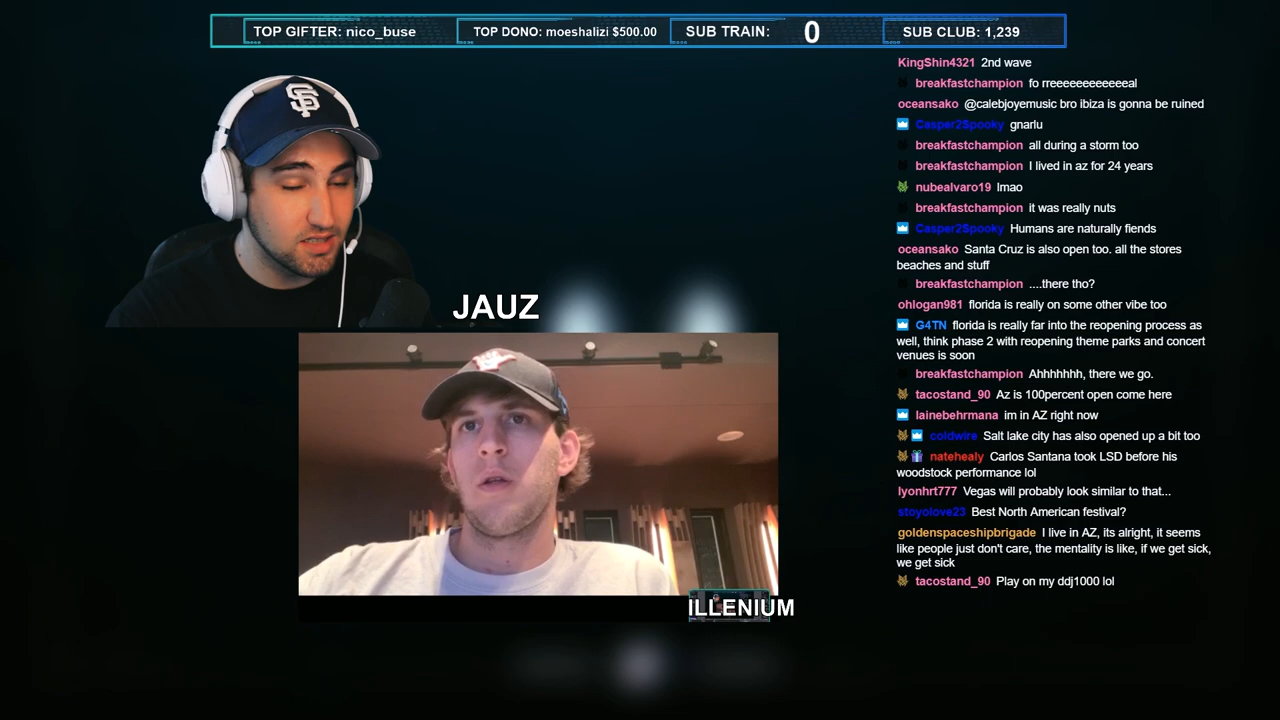 TOP GIFTER: nico_buse
TOP DONO: moeshalizi $500.00
SUB TRAIN: 0
SUB CLUB: 1,239
SF
JAUZ
ILLENIUM
KingShin4321 2nd wave
breakfastchampion fo rreeeeeeeeeeeeal
oceansako @calebjoyemusic bro ibiza is gonna be ruined
Casper2Spooky gnarlu
breakfastchampion all during a storm too
breakfastchampion I lived in az for 24 years
nubealvaro19 lmao
breakfastchampion it was really nuts
Casper2Spooky Humans are naturally fiends
oceansako Santa Cruz is also open too. all the stores
beaches and stuff
breakfastchampion ....there tho?
ohlogan981 florida is really on some other vibe too
G4TN florida is really far into the reopening process as
well, think phase 2 with reopening theme parks and concert
venues is soon
breakfastchampion Ahhhhhhh, there we go.
tacostand_90 Az is 100percent open come here
lainebehrmana im in AZ right now
coldwire Salt lake city has also opened up a bit too
natehealy Carlos Santana took LSD before his
woodstock performance lol
lyonhrt777 Vegas will probably look similar to that...
stoyolove23 Best North American festival?
goldenspaceshipbrigade I live in AZ, its alright, it seems
like people just don't care, the mentality is like, if we get sick,
we get sick
tacostand_90 Play on my ddj1000 lol